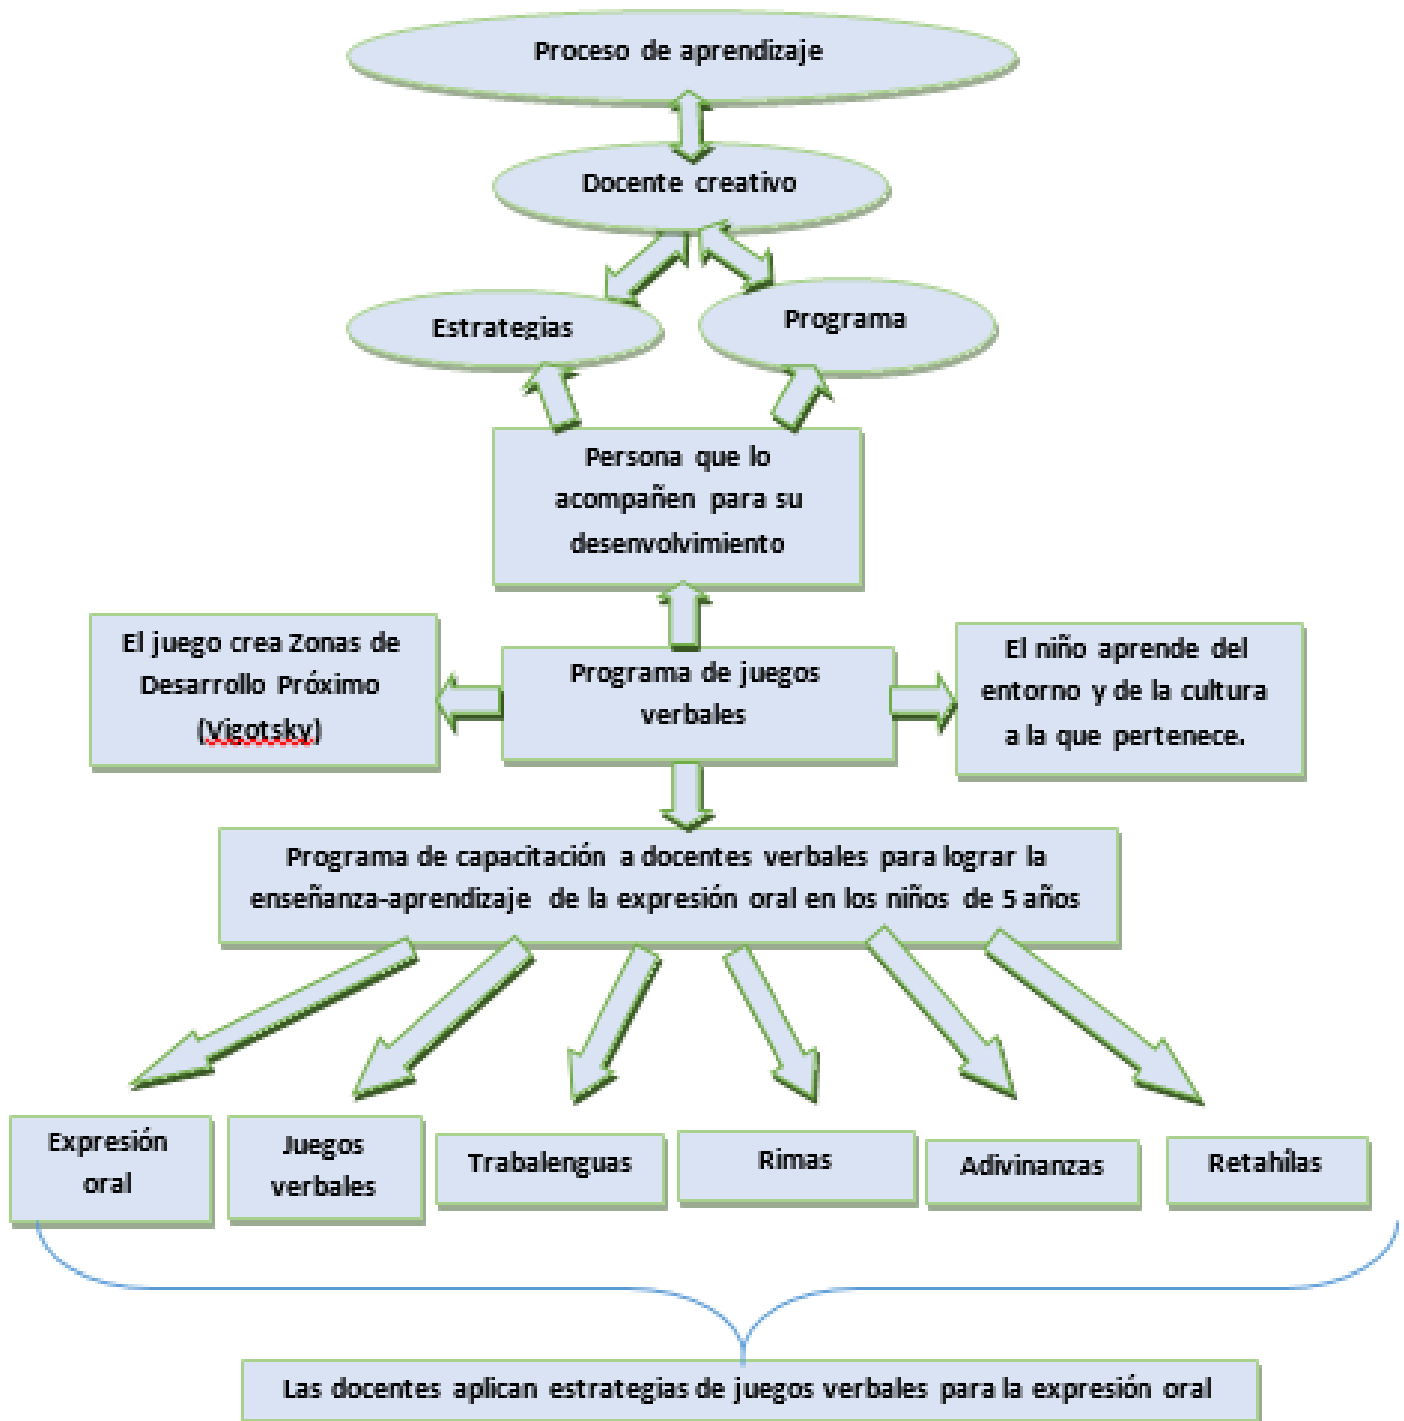 Proceso de aprendizaje
Docente creativo
Estrategias
Programa
Persona que lo
acompañen para su
desenvolvimiento
El juego crea Zonas de
Desarrollo Próximo
(Vigotsky)
Programa de juegos
verbales
El niño aprende del
entorno y de la cultura
a la que pertenece.
Programa de capacitación a docentes verbales para lograr la
enseñanza-aprendizaje de la expresión oral en los niños de 5 años
Expresión
oral
Juegos
verbales
Trabalenguas
Rimas
Adivinanzas
Retahílas
Las docentes aplican estrategias de juegos verbales para la expresión oral